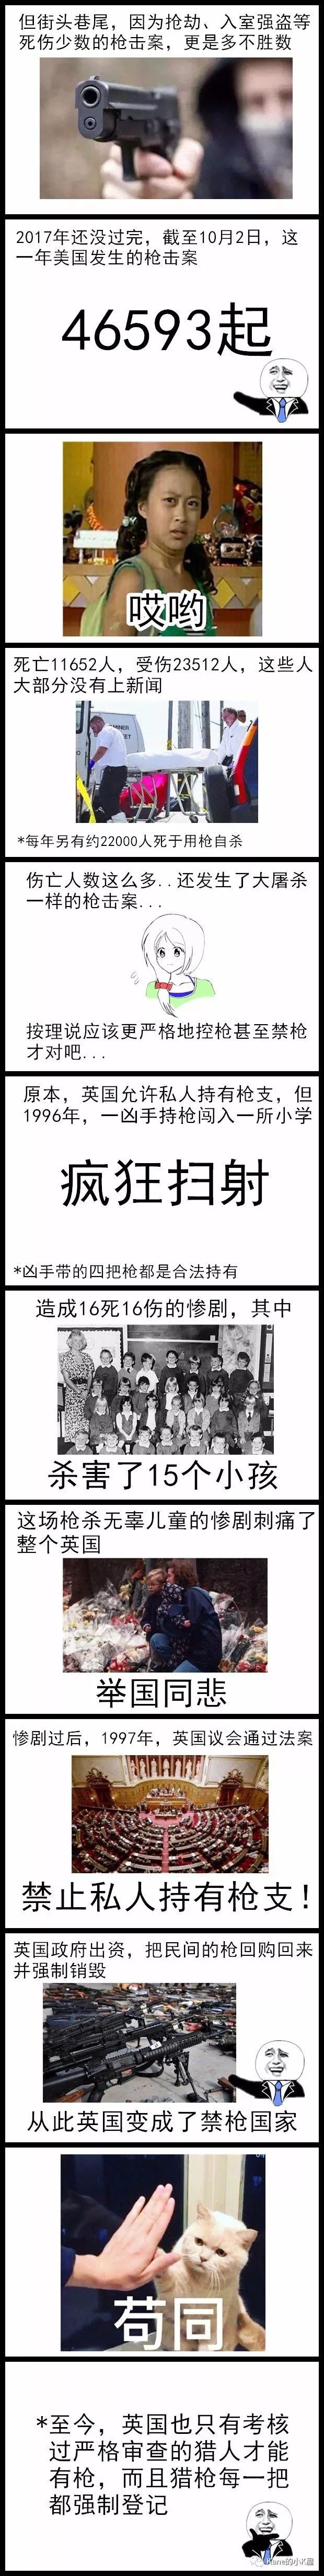 但街头巷尾，因为抢劫、入室强盗等
死伤少数的枪击案，更是多不胜数
2017年还没过完，截至10月2日，这
一年美国发生的枪击案
46593起
哎哟
死亡11652人，受伤23512人，这些人
大部分没有上新闻
*每年另有约22000人死于用枪自杀
伤亡人数这么多..还发生了大屠杀
一样的枪击案...
按理说应该更严格地控枪甚至禁枪
才对吧...
原本，英国允许私人持有枪支，但
1996年，一凶手持枪闯入一所小学
疯狂扫射
*凶手带的四把枪都是合法持有
造成16死16伤的惨剧，其中
杀害了15个小孩
这场枪杀无辜儿童的惨剧刺痛了
整个英国
举国同悲
惨剧过后，1997年，英国议会通过法案
禁止私人持有枪支！
英国政府出资，把民间的枪回购回来
并强制销毁
从此英国变成了禁枪国家
苟同
*至今，英国也只有考核
过严格审查的猎人才能
有枪，而且猎枪每一把
都强制登记